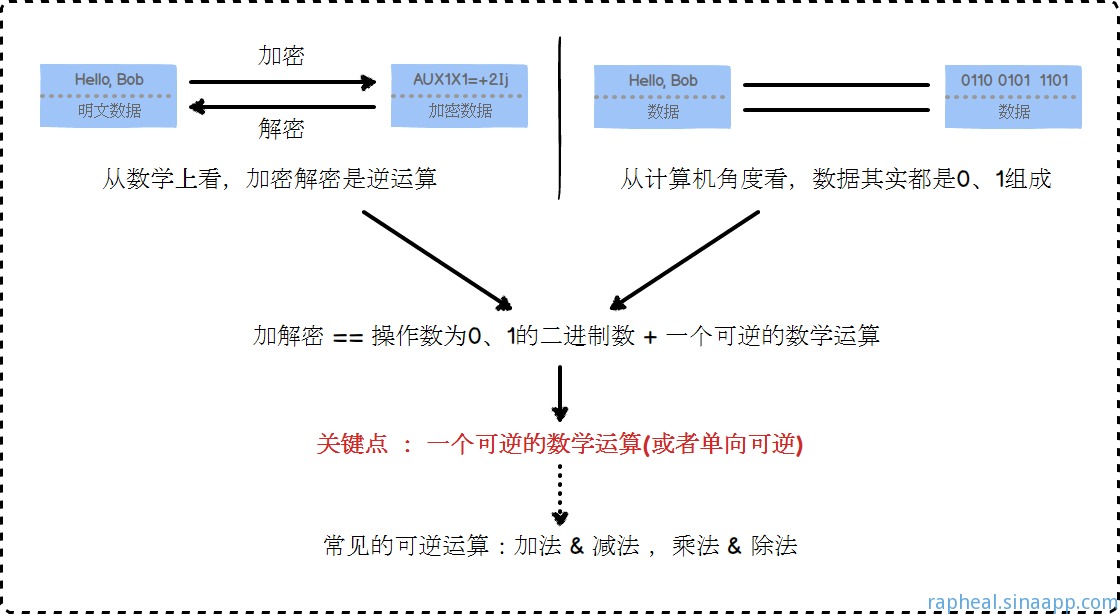 加密
Hello, Bob
明文数据
AUX1X1=+2Ij
加密数据
解密
从数学上看，加密解密是逆运算
Hello, Bob
数据
0110 0101 1101
数据
从计算机角度看，数据其实都是0、1组成
加解密 == 操作数为0、1的二进制数 + 一个可逆的数学运算
关键点 ：一个可逆的数学运算(或者单向可逆)
常见的可逆运算：加法 & 减法 ，乘法 & 除法
rapheal.sinaapp.com